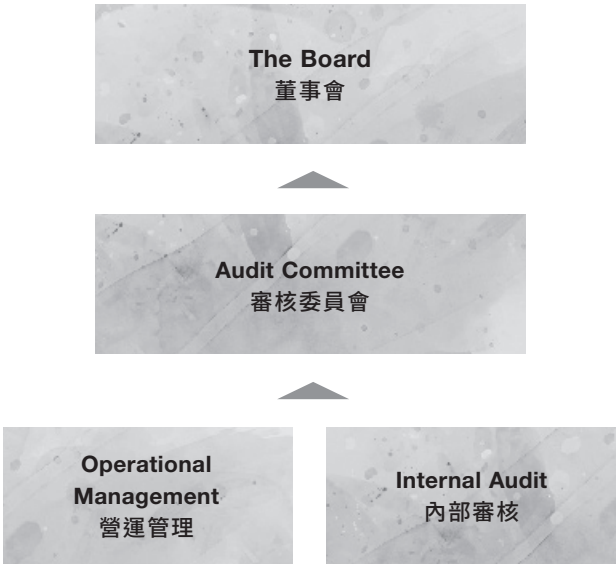 The Board
董事會
Audit Committee
審核委員會
Operational
Management
營運管理
Internal Audit
內部審核